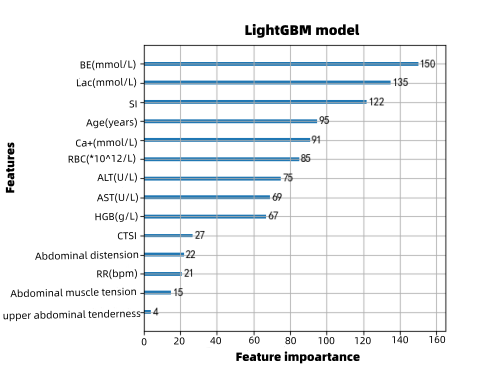 LightGBM model
Features
BE(mmol/L) 150
Lac(mmol/L) 135
SI 122
Age(years) 95
Ca+(mmol/L) 91
RBC(*10^12/L) 85
ALT(U/L) 75
AST(U/L) 69
HGB(g/L) 67
CTSI 27
Abdominal distension 22
RR(bpm) 21
Abdominal muscle tension 15
upper abdominal tenderness 4
0 20 40 60 80 100 120 140 160
Feature impoartance